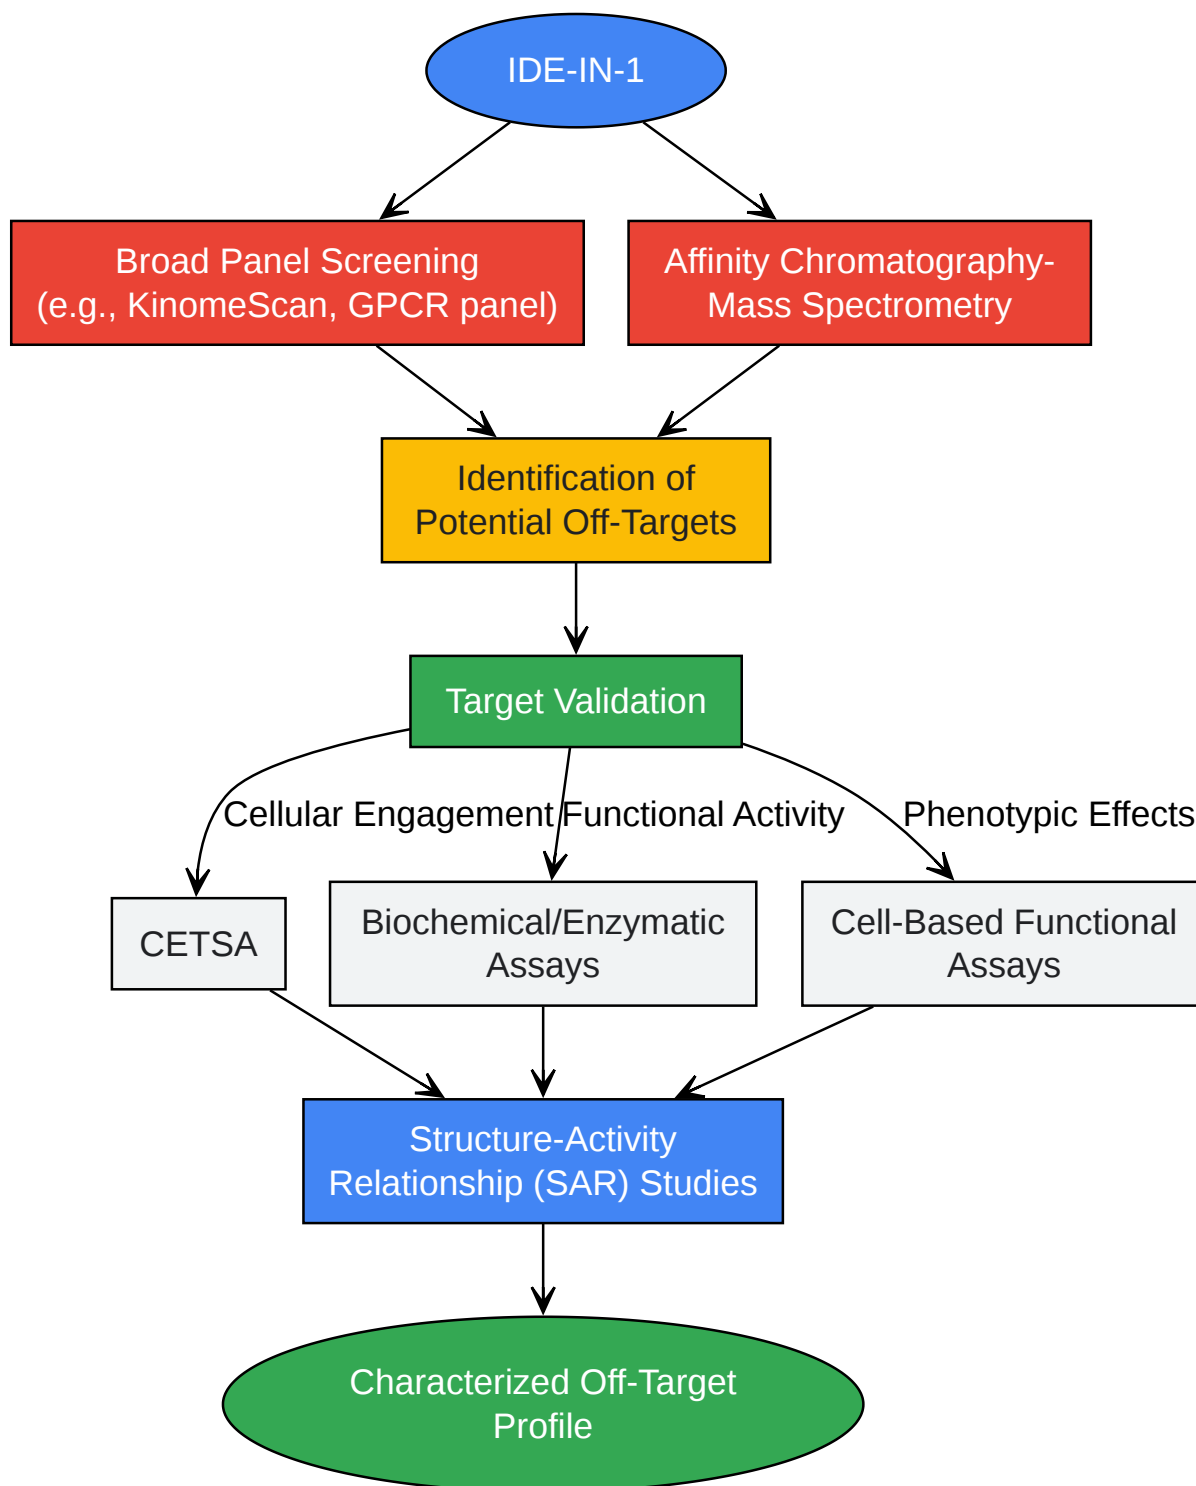 IDE-IN-1
Broad Panel Screening
(e.g., KinomeScan, GPCR panel)
Affinity Chromatography-
Mass Spectrometry
Identification of
Potential Off-Targets
Target Validation
Cellular Engagement
Functional Activity
Phenotypic Effects
CETSA
Biochemical/Enzymatic
Assays
Cell-Based Functional
Assays
Structure-Activity
Relationship (SAR) Studies
Characterized Off-Target
Profile